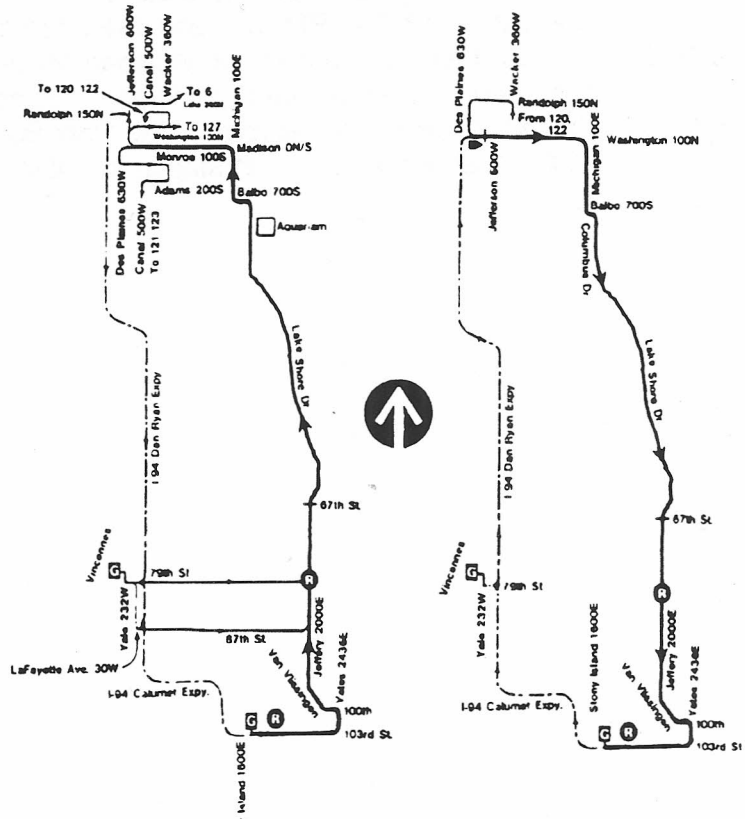 Jefferson 600W
Canal 500W
Wacker 360W
To 120 122
To 6
Randolph 150N
To 127
Washington 100N
Michigan 100E
Madison 0N/S
Monroe 100S
Adams 200S
Balbo 700S
Des Plaines 630W
Canal 500W
To 121 123
Lake Shore Dr
I-94 Dan Ryan Expy
67th St.
Vincennes
G
79th St
R
Yale 232W
87th St.
Jeffery 2000E
LaFayette Ave. 30W
Van Vlissingen
Yates 2436E
I-94 Calumet Expy.
100th
G
R
103rd St.
Island 1600E
Des Plaines 630W
Wacker 360W
Randolph 150N
From 120,
122
Michigan 100E
Washington 100N
Jefferson 600W
Balbo 700S
Columbus Dr
Lake Shore Dr
I-94 Dan Ryan Expy
67th St.
Vincennes
G
79th St
R
Yale 232W
Stony Island 1600E
Jeffery 2000E
Van Vlissingen
Yates 2436E
I-94 Calumet Expy.
100th
G
R
103rd St